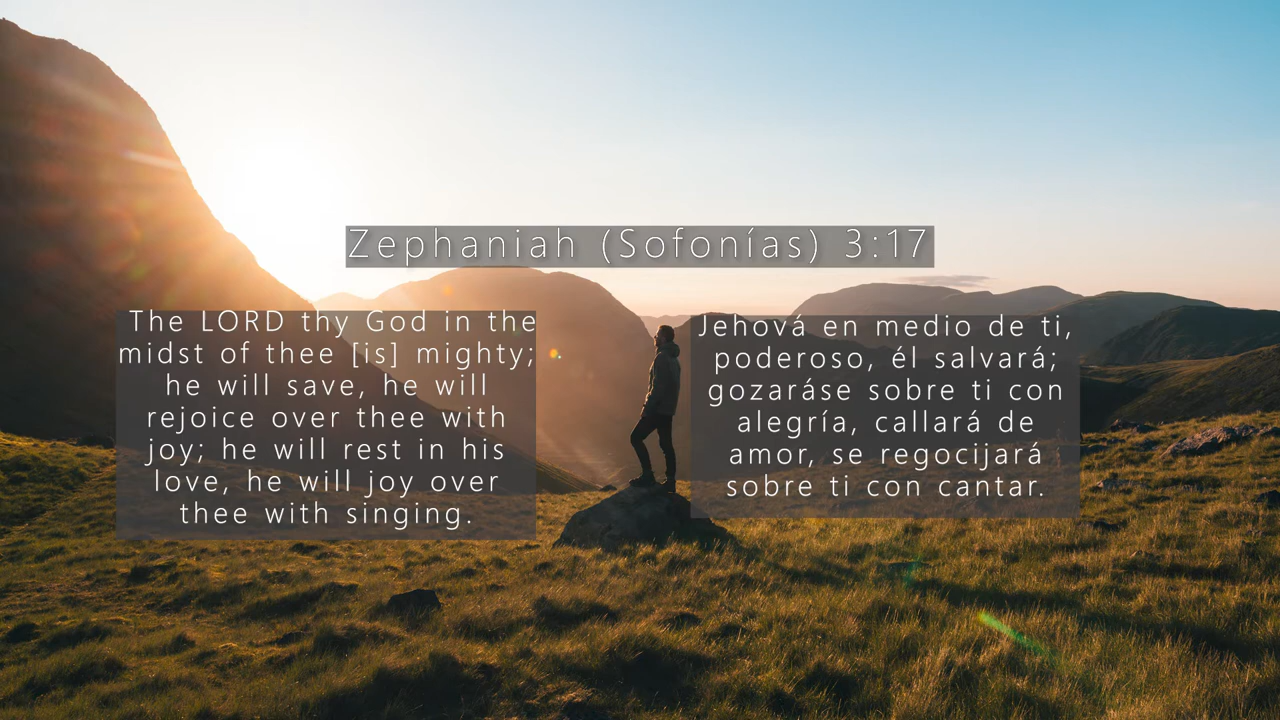 Zephaniah (Sofonías) 3:17
The LORD thy God in the
midst of thee [is] mighty;
he will save, he will
rejoice over thee with
joy; he will rest in his
love, he will joy over
thee with singing.
Jehová en medio de ti,
poderoso, él salvará;
gozaráse sobre ti con
alegría, callará de
amor, se regocijará
sobre ti con cantar.